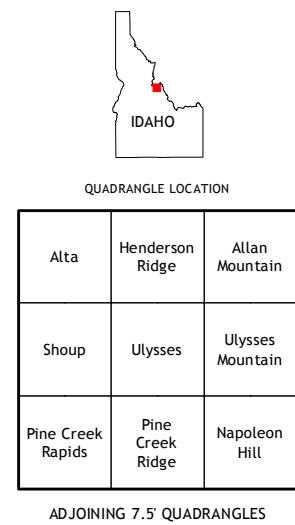 IDAHO
QUADRANGLE LOCATION
Alta
Henderson
Ridge
Allan
Mountain
Shoup
Ulysses
Ulysses
Mountain
Pine Creek
Rapids
Pine
Creek
Ridge
Napoleon
Hill
ADJOINING 7.5' QUADRANGLES